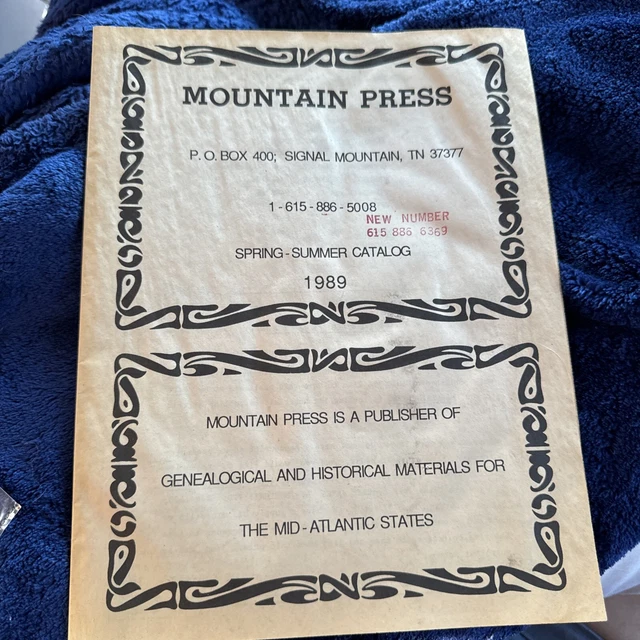 MOUNTAIN PRESS
P.O. BOX 400; SIGNAL MOUNTAIN, TN 37377
1-615-886-5008
NEW NUMBER
615 886 6369
SPRING-SUMMER CATALOG
1989
MOUNTAIN PRESS IS A PUBLISHER OF
GENEALOGICAL AND HISTORICAL MATERIALS FOR
THE MID-ATLANTIC STATES